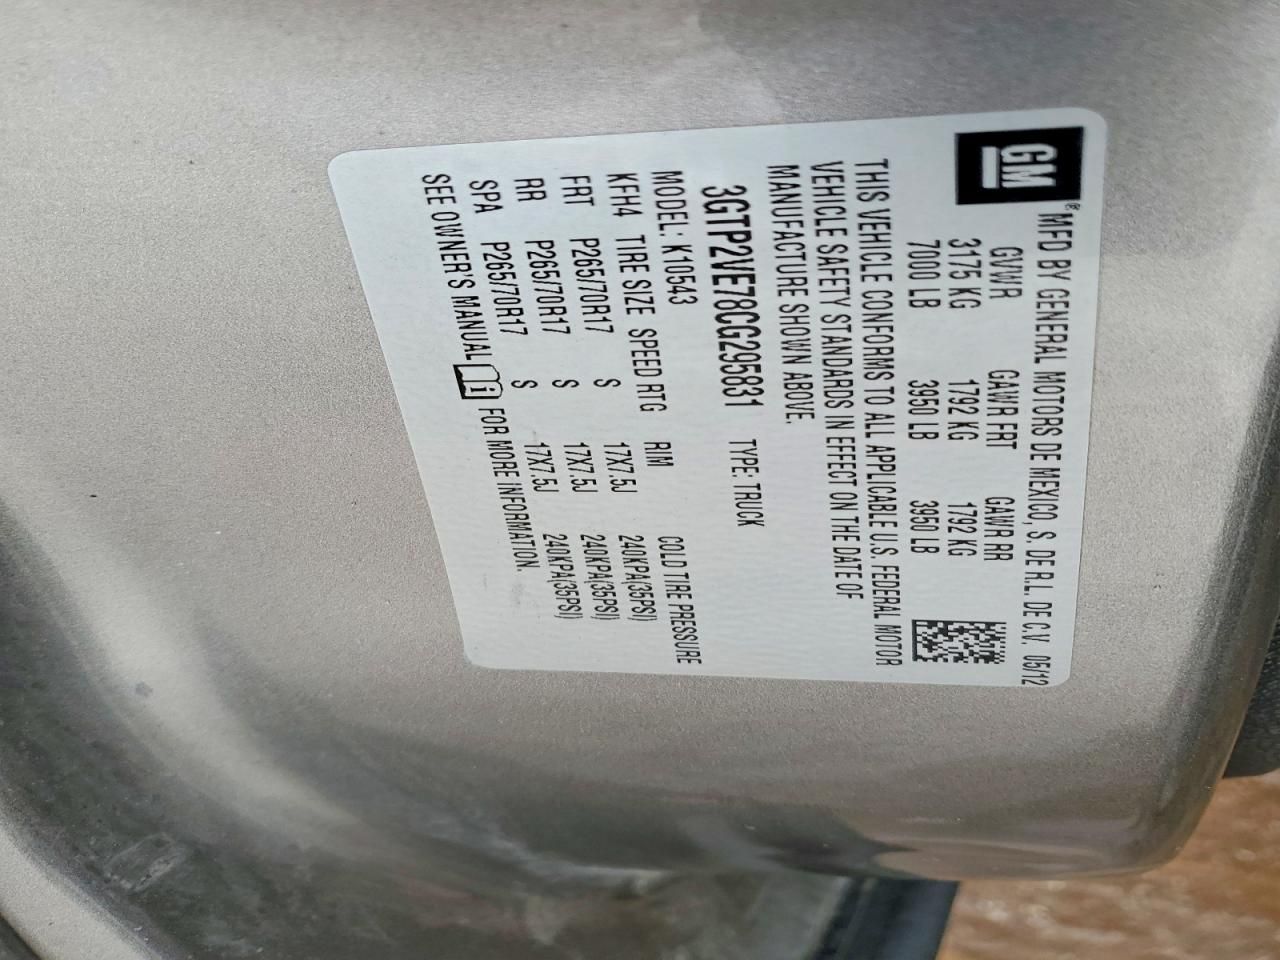 GM
® MFD BY GENERAL MOTORS DE MEXICO, S. DE R.L. DE C.V. 05/12
GVWR GAWR FRT GAWR RR
3175 KG 1792 KG 1792 KG
7000 LB 3950 LB 3950 LB
THIS VEHICLE CONFORMS TO ALL APPLICABLE U.S. FEDERAL MOTOR
VEHICLE SAFETY STANDARDS IN EFFECT ON THE DATE OF
MANUFACTURE SHOWN ABOVE.
3GTP2VE78CG295831 TYPE: TRUCK
MODEL: K10543
KFH4 TIRE SIZE SPEED RTG RIM COLD TIRE PRESSURE
FRT P265/70R17 S 17X7.5J 240KPA(35PSI)
RR P265/70R17 S 17X7.5J 240KPA(35PSI)
SPA P265/70R17 S 17X7.5J 240KPA(35PSI)
SEE OWNER'S MANUAL i FOR MORE INFORMATION.